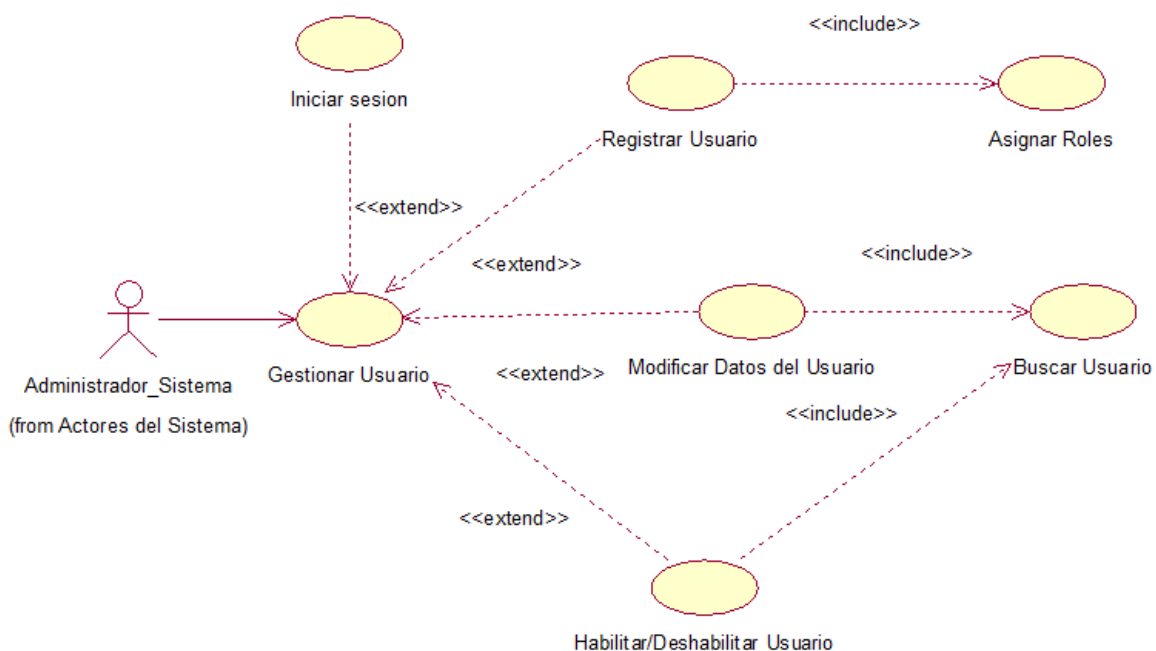 <<include>>
Iniciar sesion
Registrar Usuario
Asignar Roles
<<extend>>
<<extend>>
<<include>>
Administrador_Sistema
(from Actores del Sistema)
Gestionar Usuario
<<extend>>
Modificar Datos del Usuario
Buscar Usuario
<<include>>
<<extend>>
Habilitar/Deshabilitar Usuario